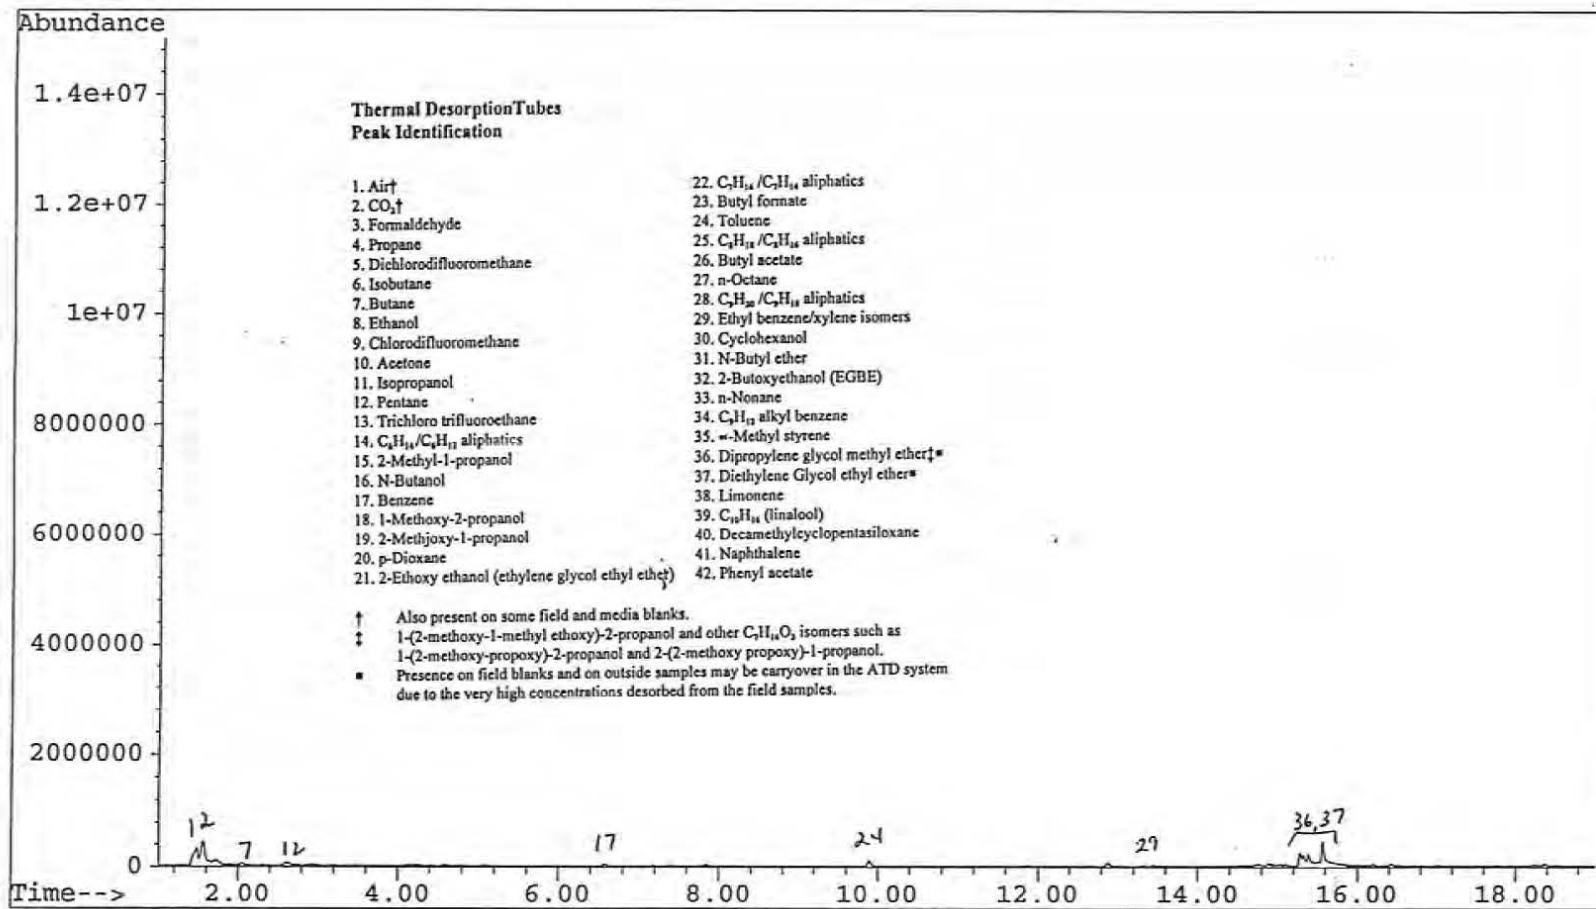 Abundance
1.4e+07
1.2e+07
1e+07
8000000
6000000
4000000
2000000
0
Thermal DesorptionTubes
Peak Identification
1. Air†
2. CO₂†
3. Formaldehyde
4. Propane
5. Dichlorodifluoromethane
6. Isobutane
7. Butane
8. Ethanol
9. Chlorodifluoromethane
10. Acetone
11. Isopropanol
12. Pentane
13. Trichloro trifluoroethane
14. C₆H₁₄/C₆H₁₂ aliphatics
15. 2-Methyl-1-propanol
16. N-Butanol
17. Benzene
18. 1-Methoxy-2-propanol
19. 2-Methjoxy-1-propanol
20. p-Dioxane
21. 2-Ethoxy ethanol (ethylene glycol ethyl ether)
22. C₇H₁₆ /C₇H₁₄ aliphatics
23. Butyl formate
24. Toluene
25. C₈H₁₈ /C₈H₁₆ aliphatics
26. Butyl acetate
27. n-Octane
28. C₉H₂₀ /C₉H₁₈ aliphatics
29. Ethyl benzene/xylene isomers
30. Cyclohexanol
31. N-Butyl ether
32. 2-Butoxyethanol (EGBE)
33. n-Nonane
34. C₉H₁₂ alkyl benzene
35. ∝-Methyl styrene
36. Dipropylene glycol methyl ether‡▪
37. Diethylene Glycol ethyl ether▪
38. Limonene
39. C₁₀H₁₆ (linalool)
40. Decamethylcyclopentasiloxane
41. Naphthalene
42. Phenyl acetate
† Also present on some field and media blanks.
‡ 1-(2-methoxy-1-methyl ethoxy)-2-propanol and other C₇H₁₆O₃ isomers such as
1-(2-methoxy-propoxy)-2-propanol and 2-(2-methoxy propoxy)-1-propanol.
▪ Presence on field blanks and on outside samples may be carryover in the ATD system
due to the very high concentrations desorbed from the field samples.
1 2 7 12 17 24 29 36,37
Time--> 2.00 4.00 6.00 8.00 10.00 12.00 14.00 16.00 18.00